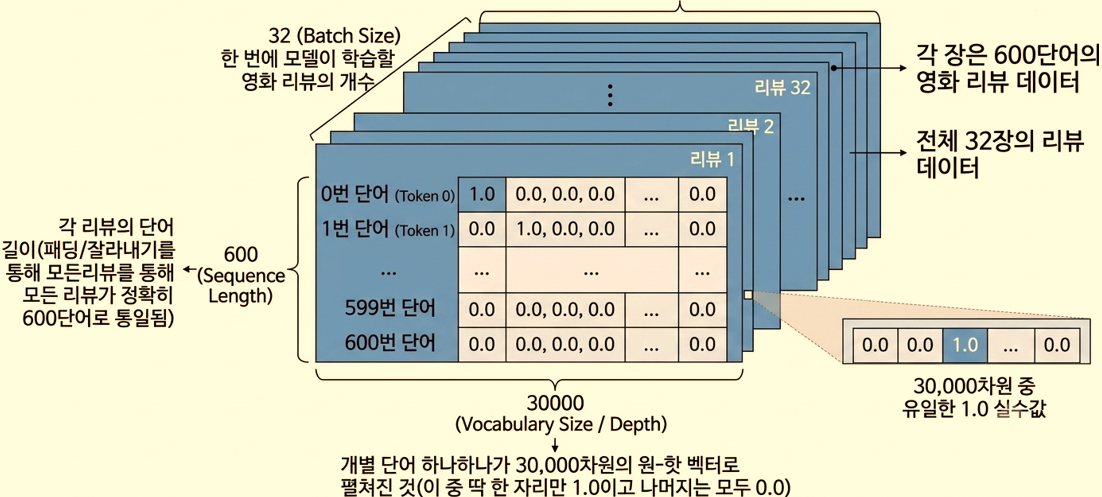 32 (Batch Size)
한 번에 모델이 학습할
영화 리뷰의 개수
각 장은 600단어의
영화 리뷰 데이터
전체 32장의 리뷰
데이터
리뷰 32
⋮
리뷰 2
리뷰 1
...
0번 단어 (Token 0) 1.0 0.0, 0.0, 0.0 ... 0.0
1번 단어 (Token 1) 0.0 1.0, 0.0, 0.0 ... 0.0
... ... ... ...
599번 단어 0.0 0.0, 0.0, 0.0 ... 0.0
600번 단어 0.0 0.0, 0.0, 0.0 ... 0.0
각 리뷰의 단어
길이(패딩/잘라내기를
통해 모든리뷰를 통해
모든 리뷰가 정확히
600단어로 통일됨)
600
(Sequence
Length)
0.0 0.0 1.0 ... 0.0
30,000차원 중
유일한 1.0 실수값
30000
(Vocabulary Size / Depth)
개별 단어 하나하나가 30,000차원의 원-핫 벡터로
펼쳐진 것(이 중 딱 한 자리만 1.0이고 나머지는 모두 0.0)